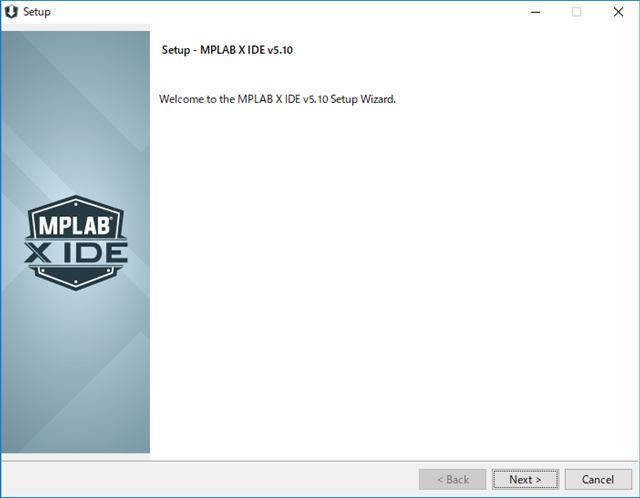 Setup
Setup - MPLAB X IDE v5.10
Welcome to the MPLAB X IDE v5.10 Setup Wizard.
MPLAB®
X IDE
< Back
Next >
Cancel